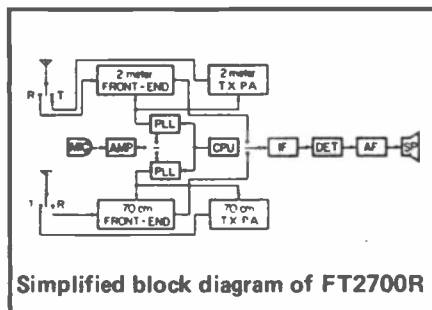 2 meter
FRONT-END
2 meter
TX PA
R T
PLL
MIC
AMP
CPU
IF
DET
AF
SP
PLL
T R
70 cm
FRONT-END
70 cm
TX PA
Simplified block diagram of FT2700R